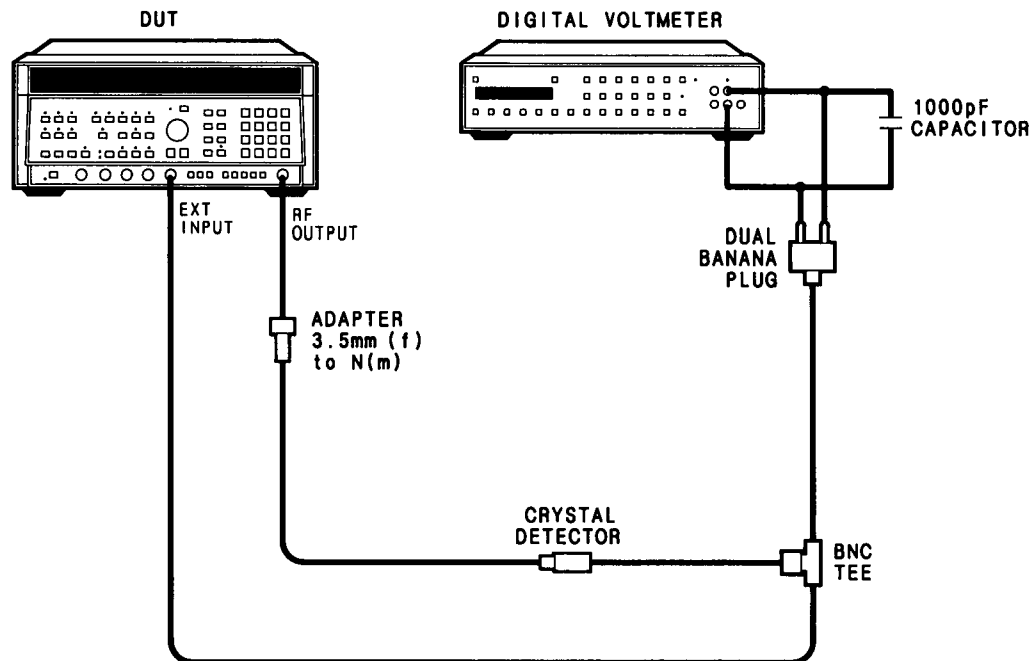 DUT
DIGITAL VOLTMETER
1000pF
CAPACITOR
EXT
INPUT
RF
OUTPUT
DUAL
BANANA
PLUG
ADAPTER
3.5mm (f)
to N(m)
CRYSTAL
DETECTOR
BNC
TEE